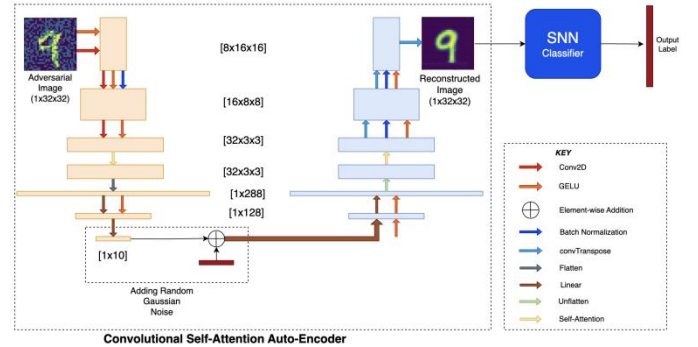 Adversarial
Image
(1x32x32)
[8x16x16]
[16x8x8]
[32x3x3]
[32x3x3]
[1x288]
[1x128]
[1x10]
Adding Random
Gaussian
Noise
Convolutional Self-Attention Auto-Encoder
9
Reconstructed
Image
(1x32x32)
SNN
Classifier
Output
Label
KEY
Conv2D
GELU
Element-wise Addition
Batch Normalization
convTranspose
Flatten
Linear
Unflatten
Self-Attention